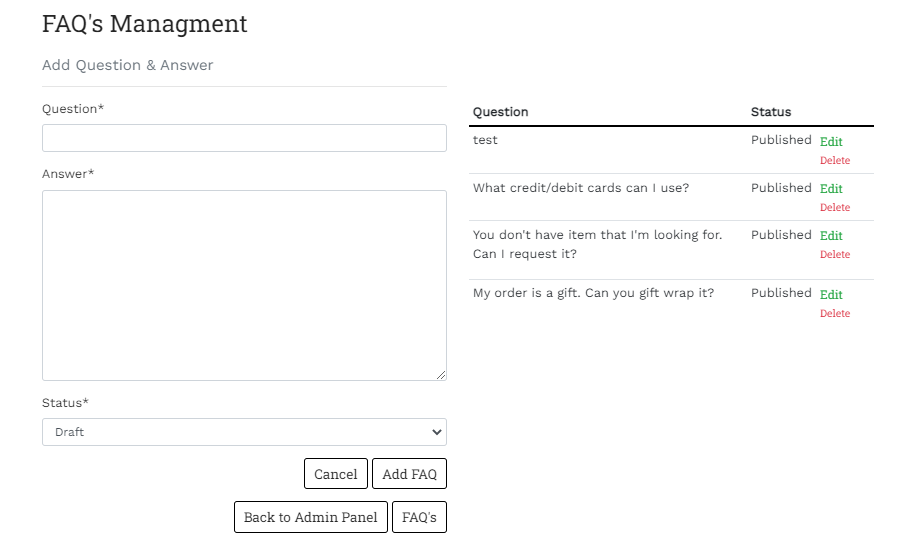 FAQ's Managment
Add Question & Answer
Question*
Answer*
Status*
Draft
Cancel Add FAQ
Back to Admin Panel FAQ's
Question Status
test Published Edit
Delete
What credit/debit cards can I use? Published Edit
Delete
You don't have item that I'm looking for. Published Edit
Can I request it? Delete
My order is a gift. Can you gift wrap it? Published Edit
Delete